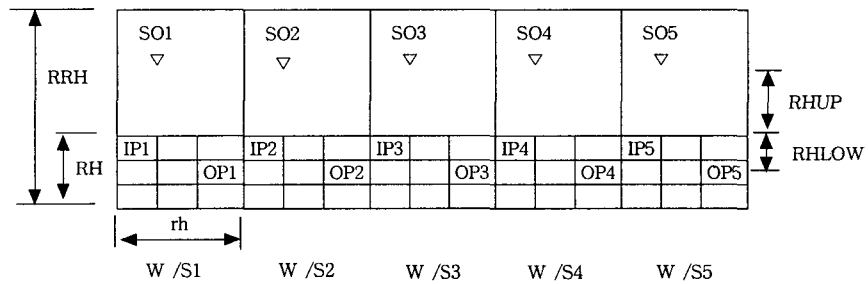 SO1 SO2 SO3 SO4 SO5
RRH
RHUP
IP1 IP2 IP3 IP4 IP5
RHLOW
RH
OP1 OP2 OP3 OP4 OP5
rh
W /S1 W /S2 W /S3 W /S4 W /S5